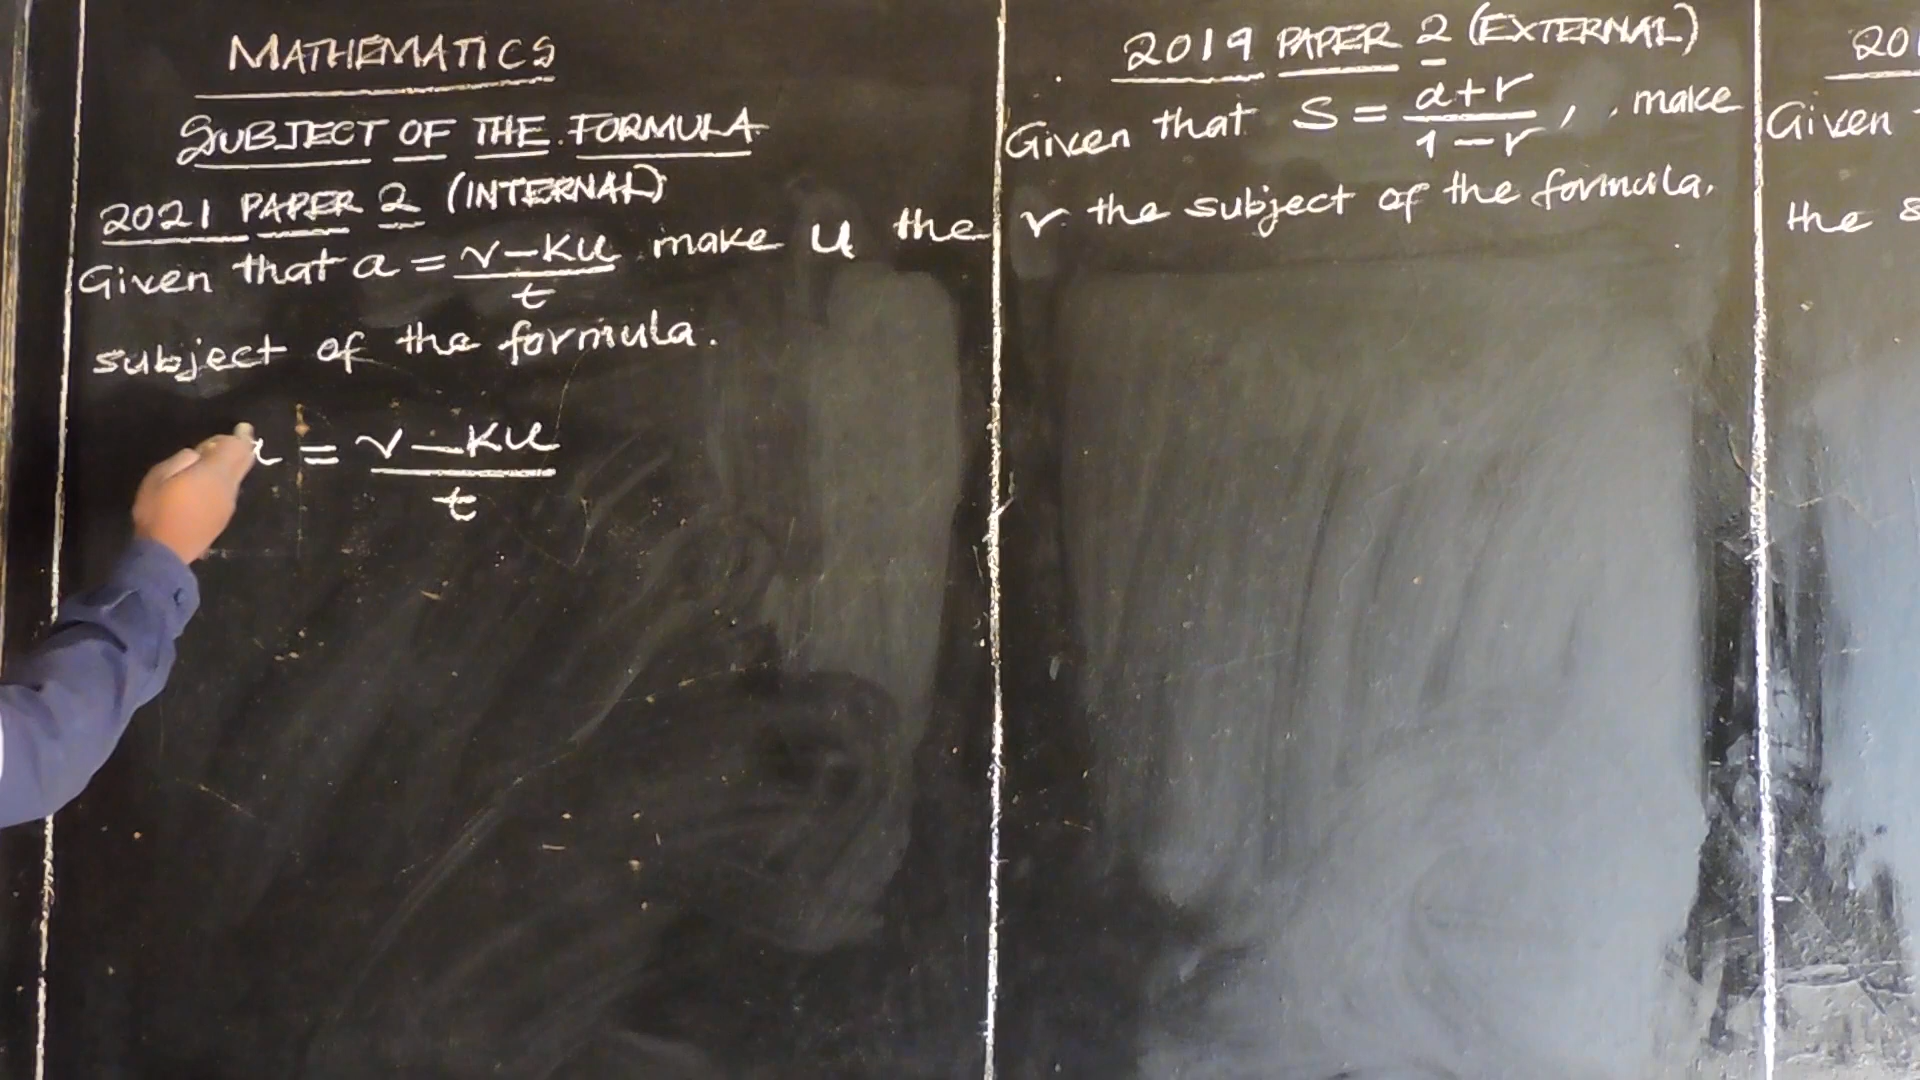 MATHEMATICS
SUBJECT OF THE FORMULA
2021 PAPER 2 (INTERNAL)
Given that a = v-ku/t make u the
subject of the formula.
a = v-ku/t
2019 PAPER 2 (EXTERNAL)
Given that S = a+r/1-r, make
r the subject of the formula.
Given
the